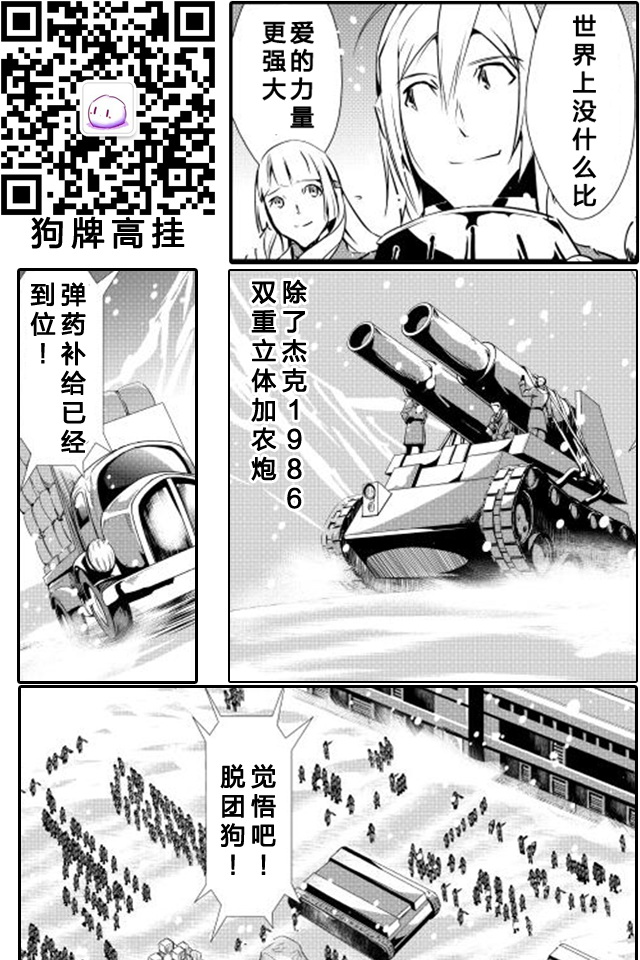 世界上没什么比
爱的力量
更强大
狗牌高挂
除了杰克1986
双重立体加农炮
弹药补给已经
到位！
觉悟吧！
脱团狗！